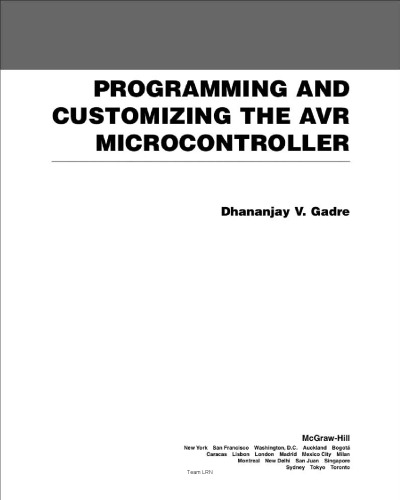 PROGRAMMING AND
CUSTOMIZING THE AVR
MICROCONTROLLER
Dhananjay V. Gadre
McGraw-Hill
New York San Francisco Washington, D.C. Auckland Bogotá
Caracas Lisbon London Madrid Mexico City Milan
Montreal New Delhi San Juan Singapore
Sydney Tokyo Toronto
Team LRN